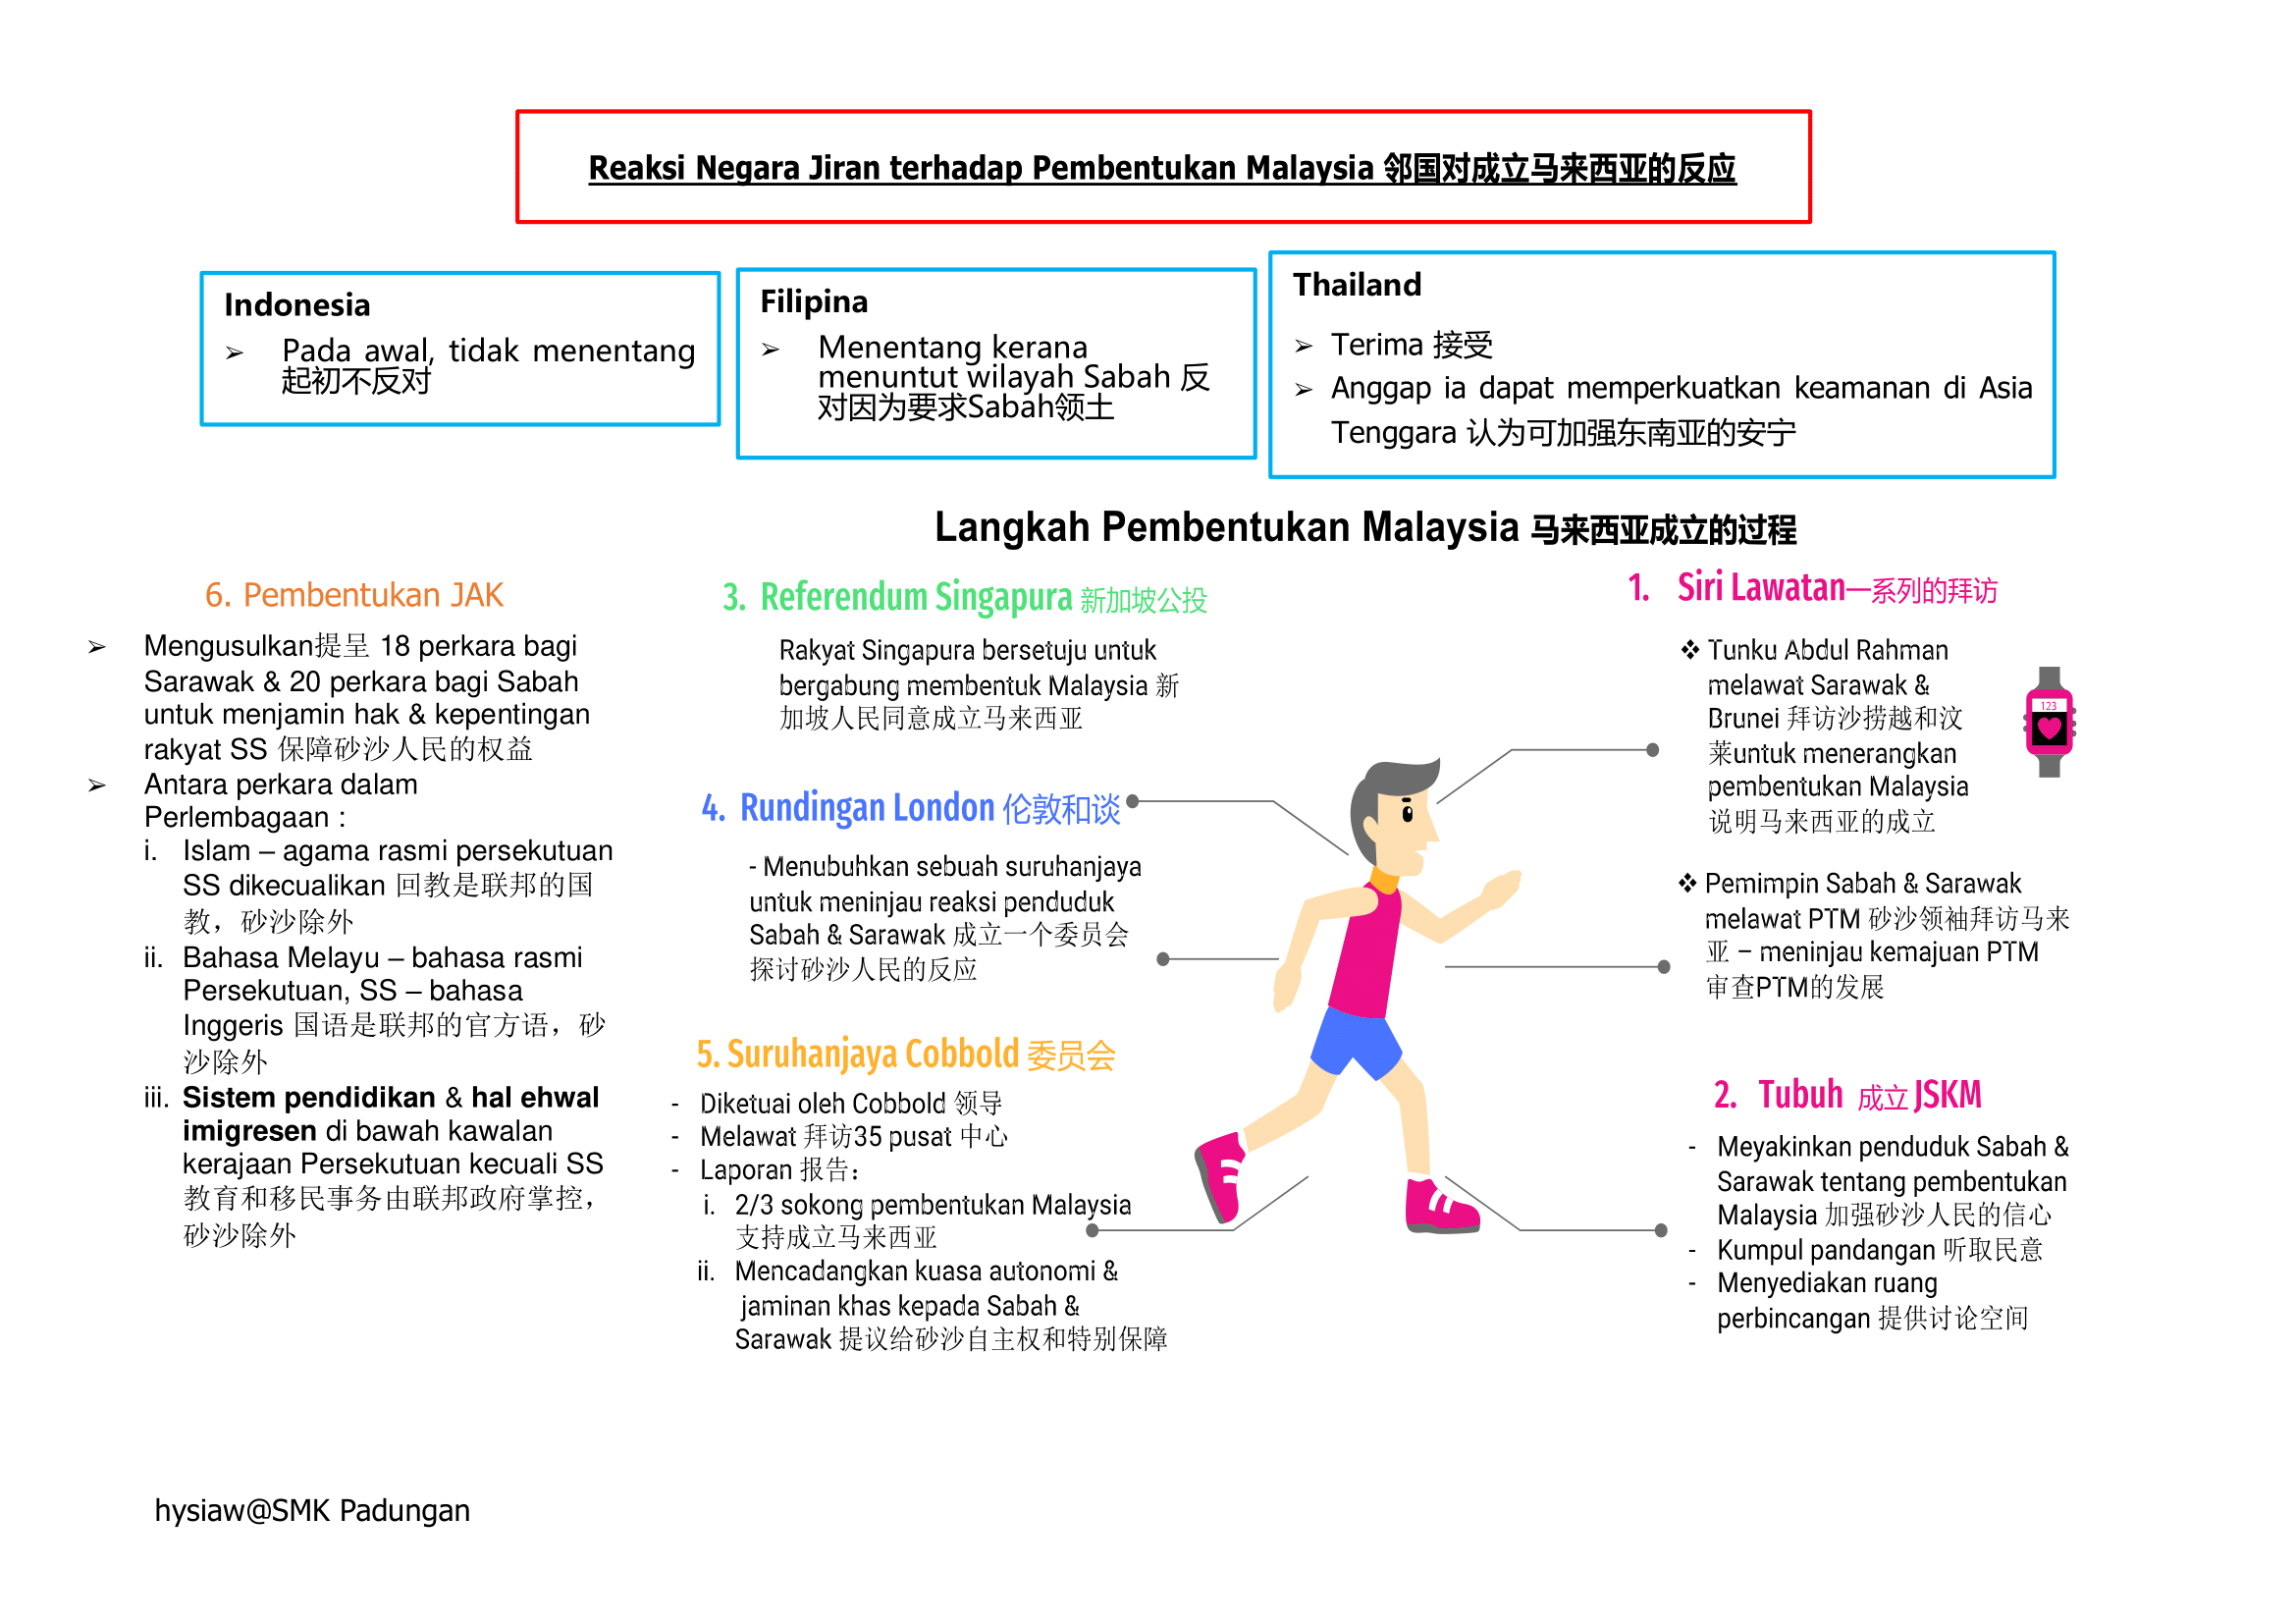 Reaksi Negara Jiran terhadap Pembentukan Malaysia 邻国对成立马来西亚的反应
Indonesia
➢ Pada awal, tidak menentang
起初不反对
Filipina
➢ Menentang kerana
menuntut wilayah Sabah 反
对因为要求Sabah领土
Thailand
➢ Terima 接受
➢ Anggap ia dapat memperkuatkan keamanan di Asia
Tenggara 认为可加强东南亚的安宁
Langkah Pembentukan Malaysia 马来西亚成立的过程
6. Pembentukan JAK
➢ Mengusulkan提呈 18 perkara bagi
Sarawak & 20 perkara bagi Sabah
untuk menjamin hak & kepentingan
rakyat SS 保障砂沙人民的权益
➢ Antara perkara dalam
Perlembagaan :
i. Islam – agama rasmi persekutuan
SS dikecualikan 回教是联邦的国
教，砂沙除外
ii. Bahasa Melayu – bahasa rasmi
Persekutuan, SS – bahasa
Inggeris 国语是联邦的官方语，砂
沙除外
iii. Sistem pendidikan & hal ehwal
imigresen di bawah kawalan
kerajaan Persekutuan kecuali SS
教育和移民事务由联邦政府掌控，
砂沙除外
3. Referendum Singapura 新加坡公投
Rakyat Singapura bersetuju untuk
bergabung membentuk Malaysia 新
加坡人民同意成立马来西亚
4. Rundingan London 伦敦和谈
- Menubuhkan sebuah suruhanjaya
untuk meninjau reaksi penduduk
Sabah & Sarawak 成立一个委员会
探讨砂沙人民的反应
5. Suruhanjaya Cobbold 委员会
- Diketuai oleh Cobbold 领导
- Melawat 拜访35 pusat 中心
- Laporan 报告：
i. 2/3 sokong pembentukan Malaysia
支持成立马来西亚
ii. Mencadangkan kuasa autonomi &
jaminan khas kepada Sabah &
Sarawak 提议给砂沙自主权和特别保障
1. Siri Lawatan一系列的拜访
❖ Tunku Abdul Rahman
melawat Sarawak &
Brunei 拜访沙捞越和汶
莱untuk menerangkan
pembentukan Malaysia
说明马来西亚的成立
123
❖ Pemimpin Sabah & Sarawak
melawat PTM 砂沙领袖拜访马来
亚 – meninjau kemajuan PTM
审查PTM的发展
2. Tubuh 成立 JSKM
- Meyakinkan penduduk Sabah &
Sarawak tentang pembentukan
Malaysia 加强砂沙人民的信心
- Kumpul pandangan 听取民意
- Menyediakan ruang
perbincangan 提供讨论空间
hysiaw@SMK Padungan